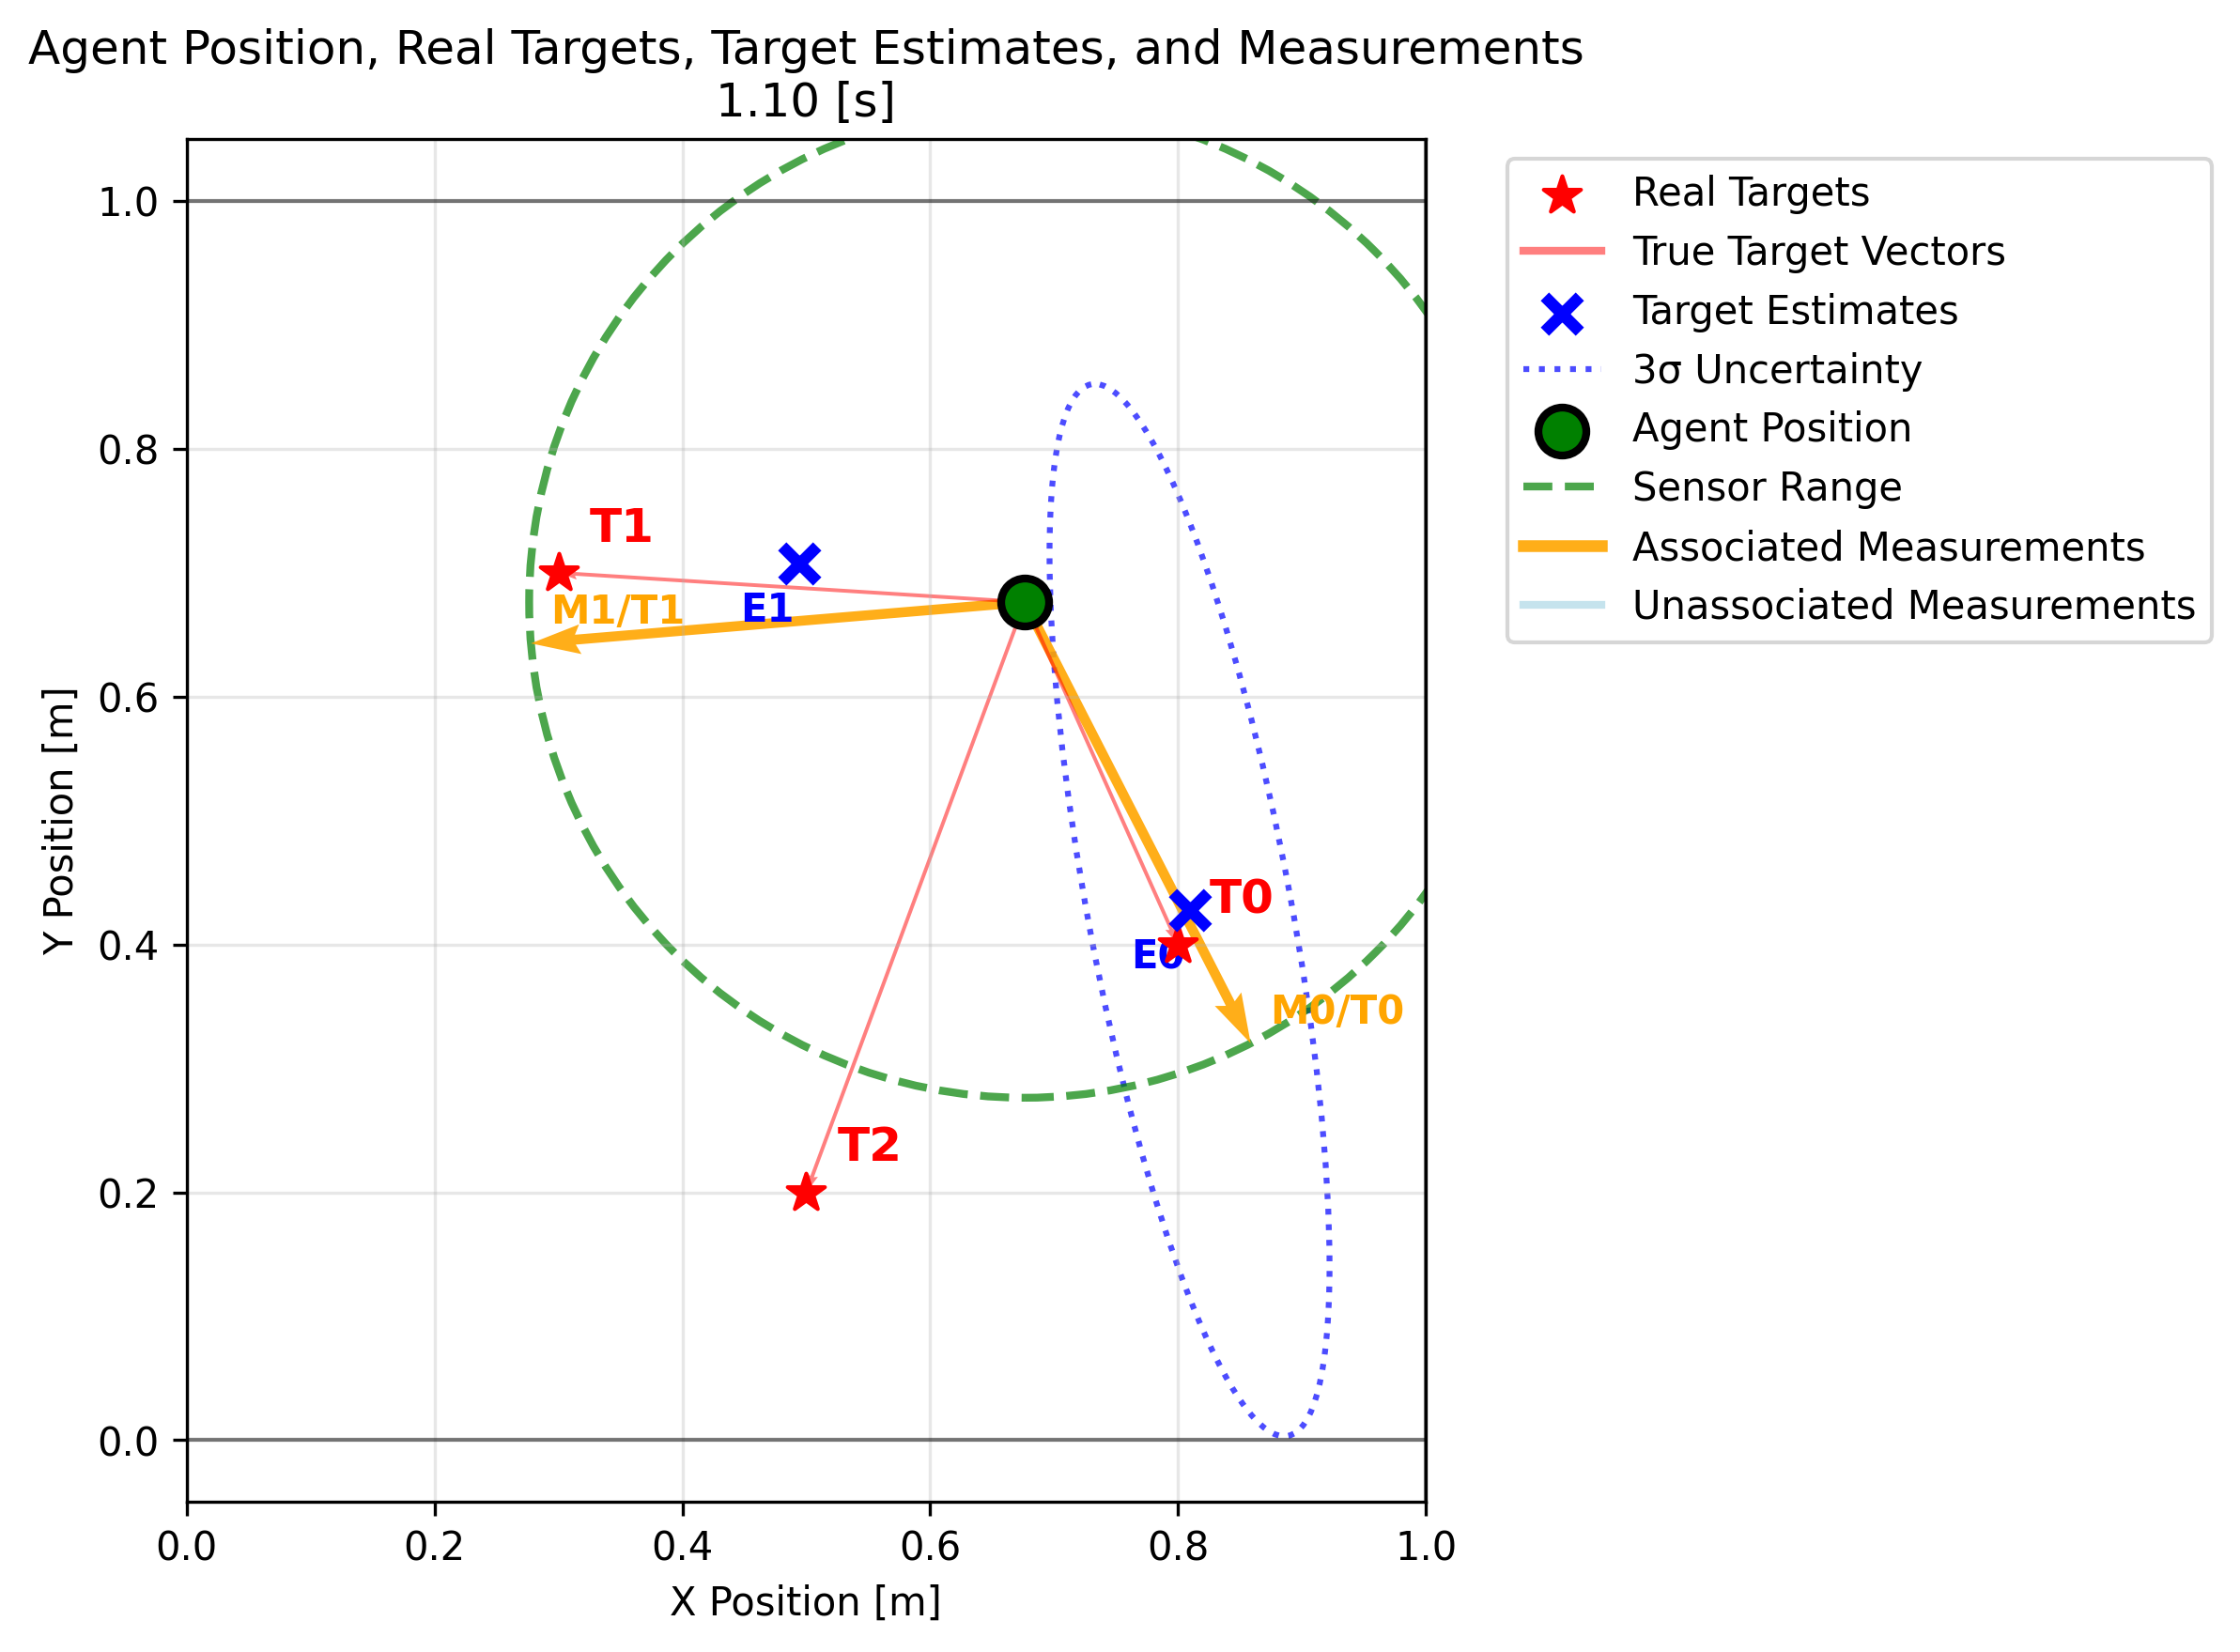 Agent Position, Real Targets, Target Estimates, and Measurements
1.10 [s]
Real Targets
True Target Vectors
Target Estimates
3σ Uncertainty
Agent Position
Sensor Range
Associated Measurements
Unassociated Measurements
Y Position [m]
1.0
0.8
0.6
0.4
0.2
0.0
T1
M1/T1
E1
T0
E0
M0/T0
T2
0.0
0.2
0.4
0.6
0.8
1.0
X Position [m]